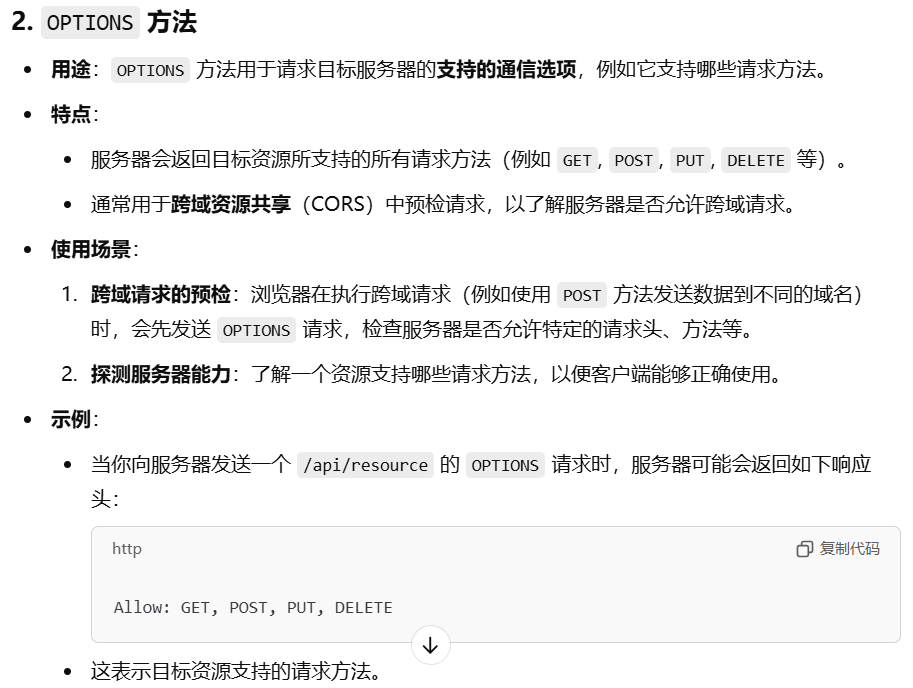 2. OPTIONS 方法
用途：OPTIONS 方法用于请求目标服务器的支持的通信选项，例如它支持哪些请求方法。
特点：
服务器会返回目标资源所支持的所有请求方法（例如 GET, POST, PUT, DELETE 等）。
通常用于跨域资源共享（CORS）中预检请求，以了解服务器是否允许跨域请求。
使用场景：
1. 跨域请求的预检：浏览器在执行跨域请求（例如使用 POST 方法发送数据到不同的域名）
时，会先发送 OPTIONS 请求，检查服务器是否允许特定的请求头、方法等。
2. 探测服务器能力：了解一个资源支持哪些请求方法，以便客户端能够正确使用。
示例：
当你向服务器发送一个 /api/resource 的 OPTIONS 请求时，服务器可能会返回如下响应
头：
http 复制代码
Allow: GET, POST, PUT, DELETE
这表示目标资源支持的请求方法。